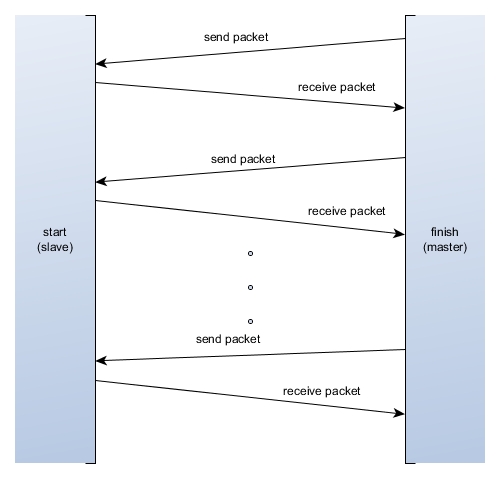 send packet
receive packet
send packet
receive packet
start
(slave)
finish
(master)
send packet
receive packet